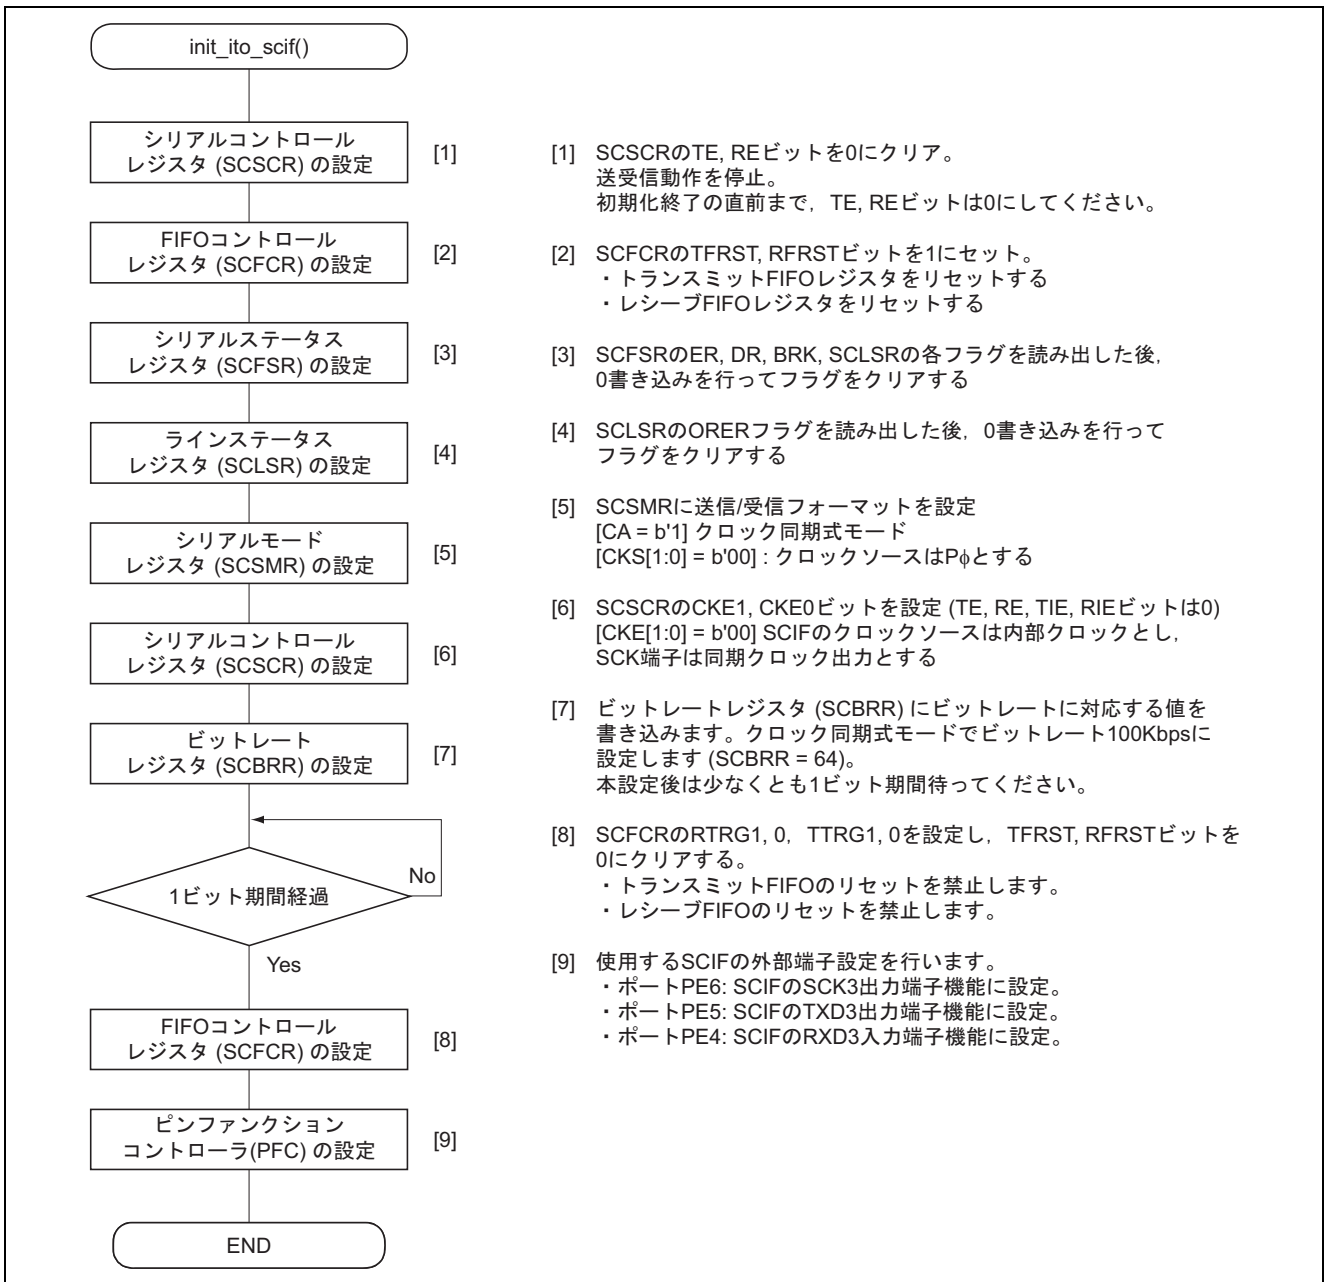 init_ito_scif()
シリアルコントロール
レジスタ (SCSCR) の設定
[1]
FIFOコントロール
レジスタ (SCFCR) の設定
[2]
シリアルステータス
レジスタ (SCFSR) の設定
[3]
ラインステータス
レジスタ (SCLSR) の設定
[4]
シリアルモード
レジスタ (SCSMR) の設定
[5]
シリアルコントロール
レジスタ (SCSCR) の設定
[6]
ビットレート
レジスタ (SCBRR) の設定
[7]
1ビット期間経過
No
Yes
FIFOコントロール
レジスタ (SCFCR) の設定
[8]
ピンファンクション
コントローラ(PFC) の設定
[9]
END
[1] SCSCRのTE, REビットを0にクリア。
送受信動作を停止。
初期化終了の直前まで，TE, REビットは0にしてください。
[2] SCFCRのTFRST, RFRSTビットを1にセット。
・トランスミットFIFOレジスタをリセットする
・レシーブFIFOレジスタをリセットする
[3] SCFSRのER, DR, BRK, SCLSRの各フラグを読み出した後，
0書き込みを行ってフラグをクリアする
[4] SCLSRのORERフラグを読み出した後，0書き込みを行って
フラグをクリアする
[5] SCSMRに送信/受信フォーマットを設定
[CA = b'1] クロック同期式モード
[CKS[1:0] = b'00] : クロックソースはPφとする
[6] SCSCRのCKE1, CKE0ビットを設定 (TE, RE, TIE, RIEビットは0)
[CKE[1:0] = b'00] SCIFのクロックソースは内部クロックとし，
SCK端子は同期クロック出力とする
[7] ビットレートレジスタ (SCBRR) にビットレートに対応する値を
書き込みます。クロック同期式モードでビットレート100Kbpsに
設定します (SCBRR = 64)。
本設定後は少なくとも1ビット期間待ってください。
[8] SCFCRのRTRG1, 0，TTRG1, 0を設定し，TFRST, RFRSTビットを
0にクリアする。
・トランスミットFIFOのリセットを禁止します。
・レシーブFIFOのリセットを禁止します。
[9] 使用するSCIFの外部端子設定を行います。
・ポートPE6: SCIFのSCK3出力端子機能に設定。
・ポートPE5: SCIFのTXD3出力端子機能に設定。
・ポートPE4: SCIFのRXD3入力端子機能に設定。